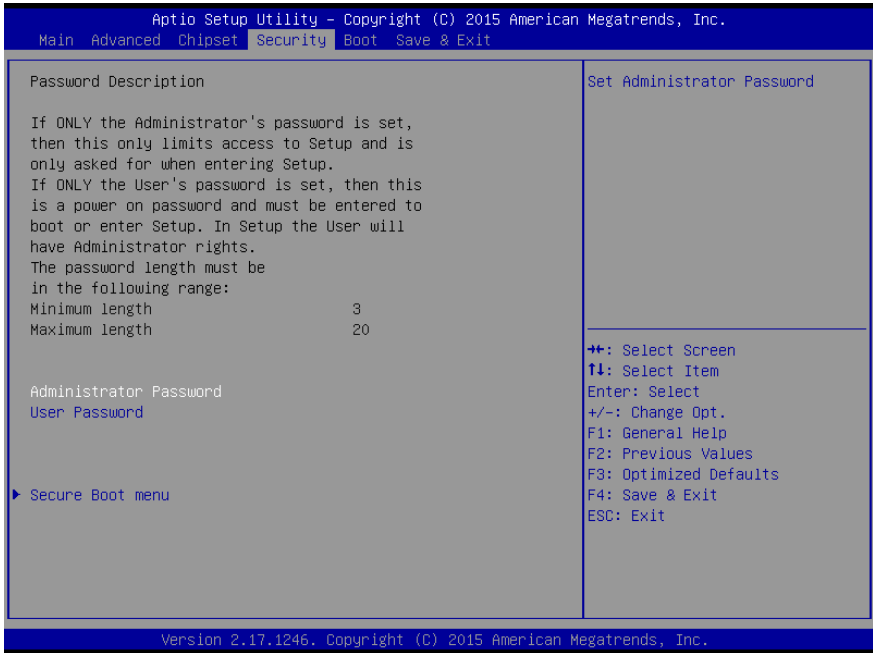 Aptio Setup Utility – Copyright (C) 2015 American Megatrends, Inc.
Main Advanced Chipset Security Boot Save & Exit
Password Description
If ONLY the Administrator's password is set,
then this only limits access to Setup and is
only asked for when entering Setup.
If ONLY the User's password is set, then this
is a power on password and must be entered to
boot or enter Setup. In Setup the User will
have Administrator rights.
The password length must be
in the following range:
Minimum length 3
Maximum length 20
Administrator Password
User Password
Secure Boot menu
Set Administrator Password
→←: Select Screen
↑↓: Select Item
Enter: Select
+/-: Change Opt.
F1: General Help
F2: Previous Values
F3: Optimized Defaults
F4: Save & Exit
ESC: Exit
Version 2.17.1246. Copyright (C) 2015 American Megatrends, Inc.